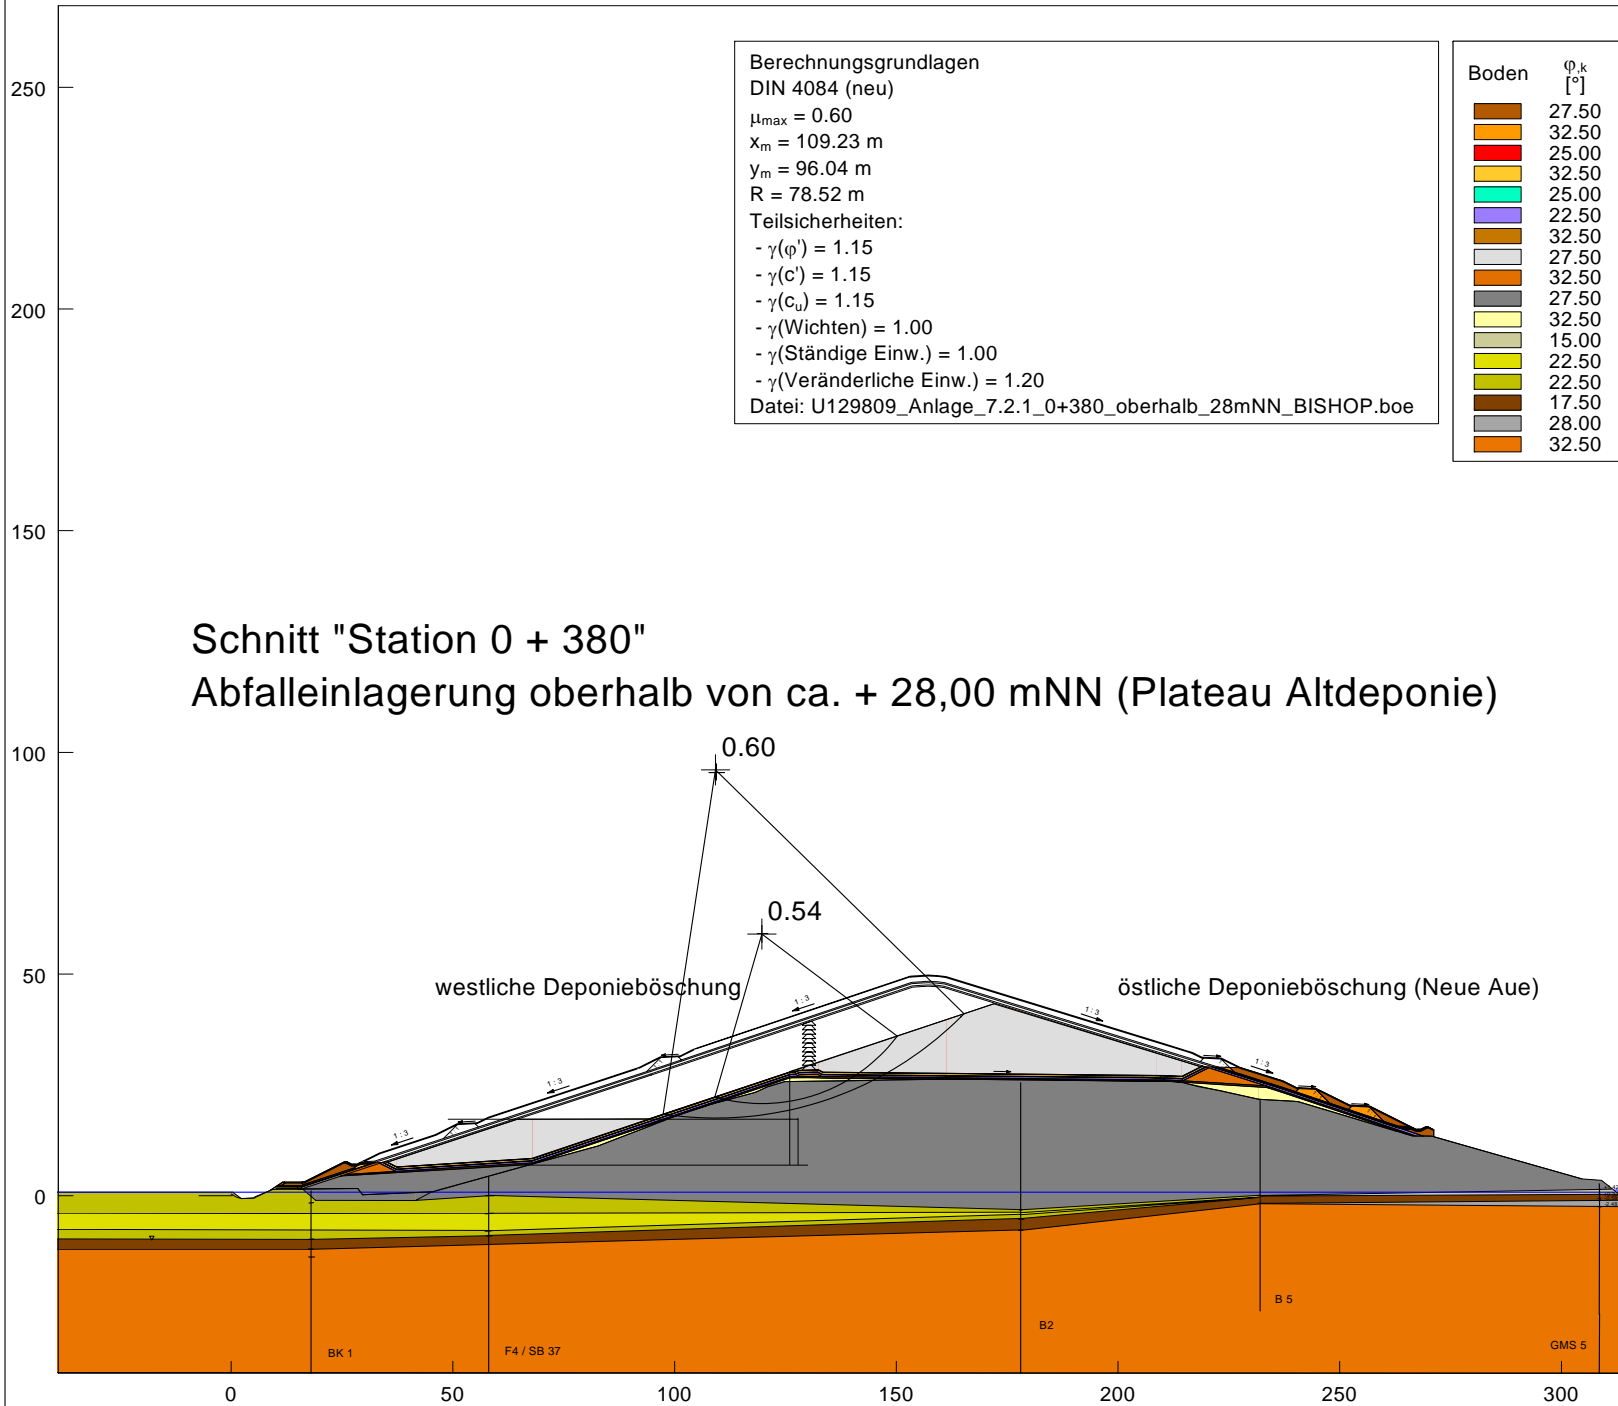 Berechnungsgrundlagen
DIN 4084 (neu)
μmax = 0.60
xm = 109.23 m
ym = 96.04 m
R = 78.52 m
Teilsicherheiten:
- γ(φ') = 1.15
- γ(c') = 1.15
- γ(cu) = 1.15
- γ(Wichten) = 1.00
- γ(Ständige Einw.) = 1.00
- γ(Veränderliche Einw.) = 1.20
Datei: U129809_Anlage_7.2.1_0+380_oberhalb_28mNN_BISHOP.boe
Boden φ,k
[°]
27.50
32.50
25.00
32.50
25.00
22.50
32.50
27.50
32.50
27.50
32.50
15.00
22.50
22.50
17.50
28.00
32.50
250
200
150
100
50
0
Schnitt "Station 0 + 380"
Abfalleinlagerung oberhalb von ca. + 28,00 mNN (Plateau Altdeponie)
0.60
0.54
westliche Deponieböschung
östliche Deponieböschung (Neue Aue)
1 : 3
1 : 3
1 : 3
1 : 3
1 : 3
BK 1
F4 / SB 37
B2
B 5
GMS 5
0 50 100 150 200 250 300